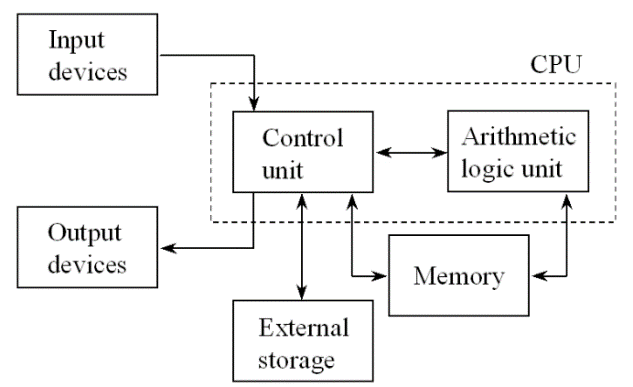 Input
devices
CPU
Control
unit
Arithmetic
logic unit
Output
devices
Memory
External
storage